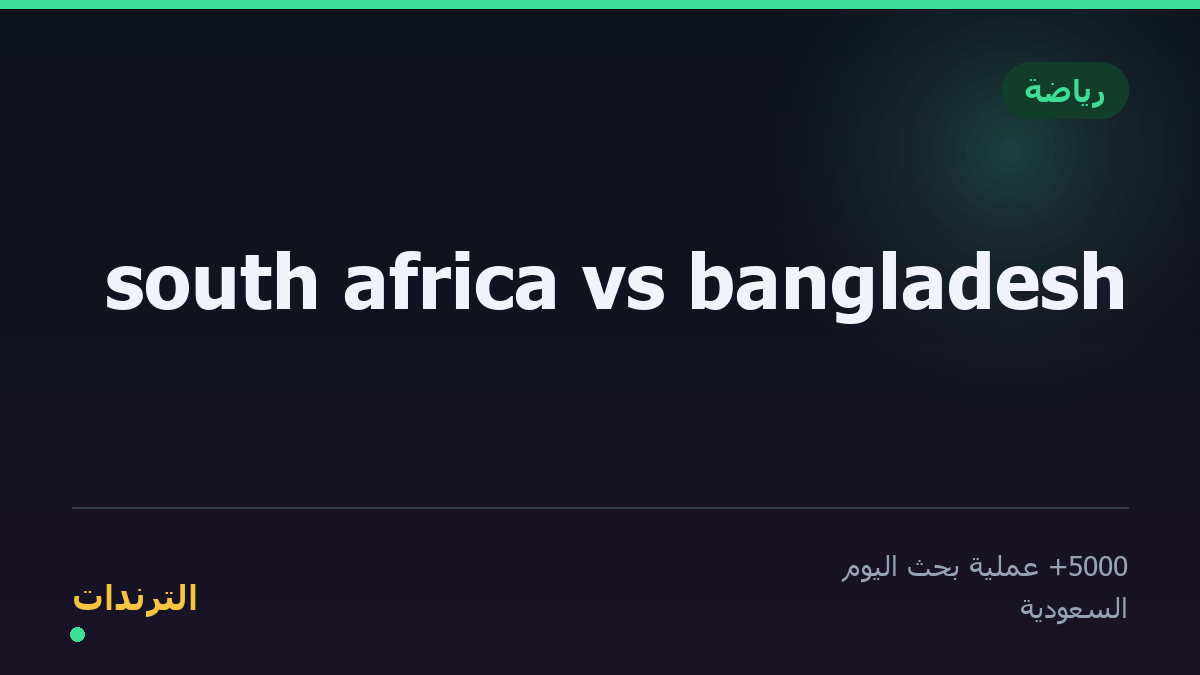 رياضة
south africa vs bangladesh
5000+ عملية بحث اليوم
السعودية
الترندات